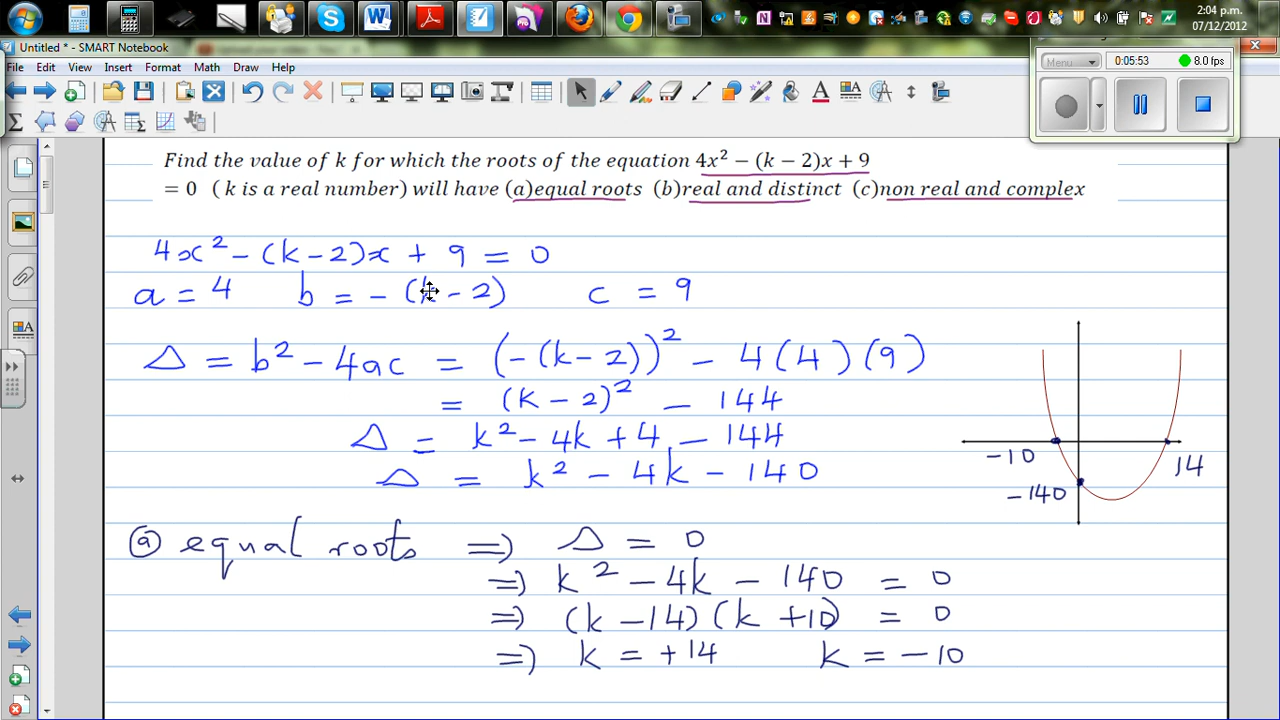 2:04 p.m.
07/12/2012
Untitled * - SMART Notebook
File Edit View Insert Format Math Draw Help
Menu 0:05:53 8.0 fps
Find the value of k for which the roots of the equation 4x² − (k − 2)x + 9
= 0 ( k is a real number) will have (a)equal roots (b)real and distinct (c)non real and complex
4x² − (k − 2)x + 9 = 0
a = 4 b = − (k − 2) c = 9
Δ = b² − 4ac = (−(k − 2))² − 4(4)(9)
= (k − 2)² − 144
Δ = k² − 4k + 4 − 144
Δ = k² − 4k − 140
−10 14
−140
ⓐ equal roots ⇒ Δ = 0
⇒ k² − 4k − 140 = 0
⇒ (k − 14)(k + 10) = 0
⇒ k = +14 k = −10